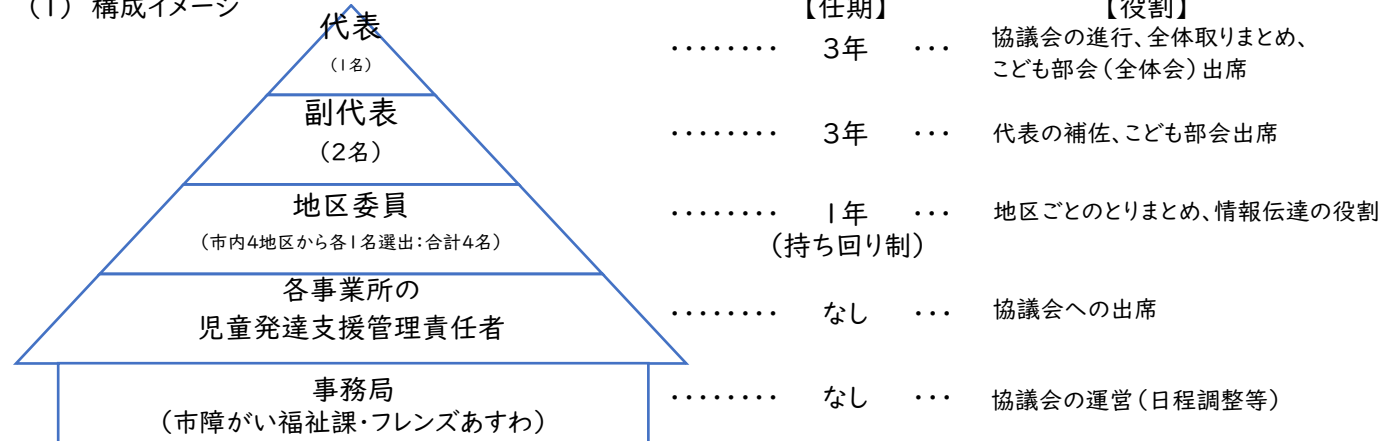 (1) 構成イメージ 【任期】 【役割】
代表
(1名)
‥‥‥‥ 3年 ‥・ 協議会の進行、全体取りまとめ、
こども部会(全体会)出席
副代表
(2名)
‥‥‥‥ 3年 ‥・ 代表の補佐、こども部会出席
地区委員
(市内4地区から各1名選出:合計4名)
‥‥‥‥ 1年 ‥・ 地区ごとのとりまとめ、情報伝達の役割
(持ち回り制)
各事業所の
児童発達支援管理責任者
‥‥‥‥ なし ‥・ 協議会への出席
事務局
(市障がい福祉課・フレンズあすわ)
‥‥‥‥ なし ‥・ 協議会の運営(日程調整等)